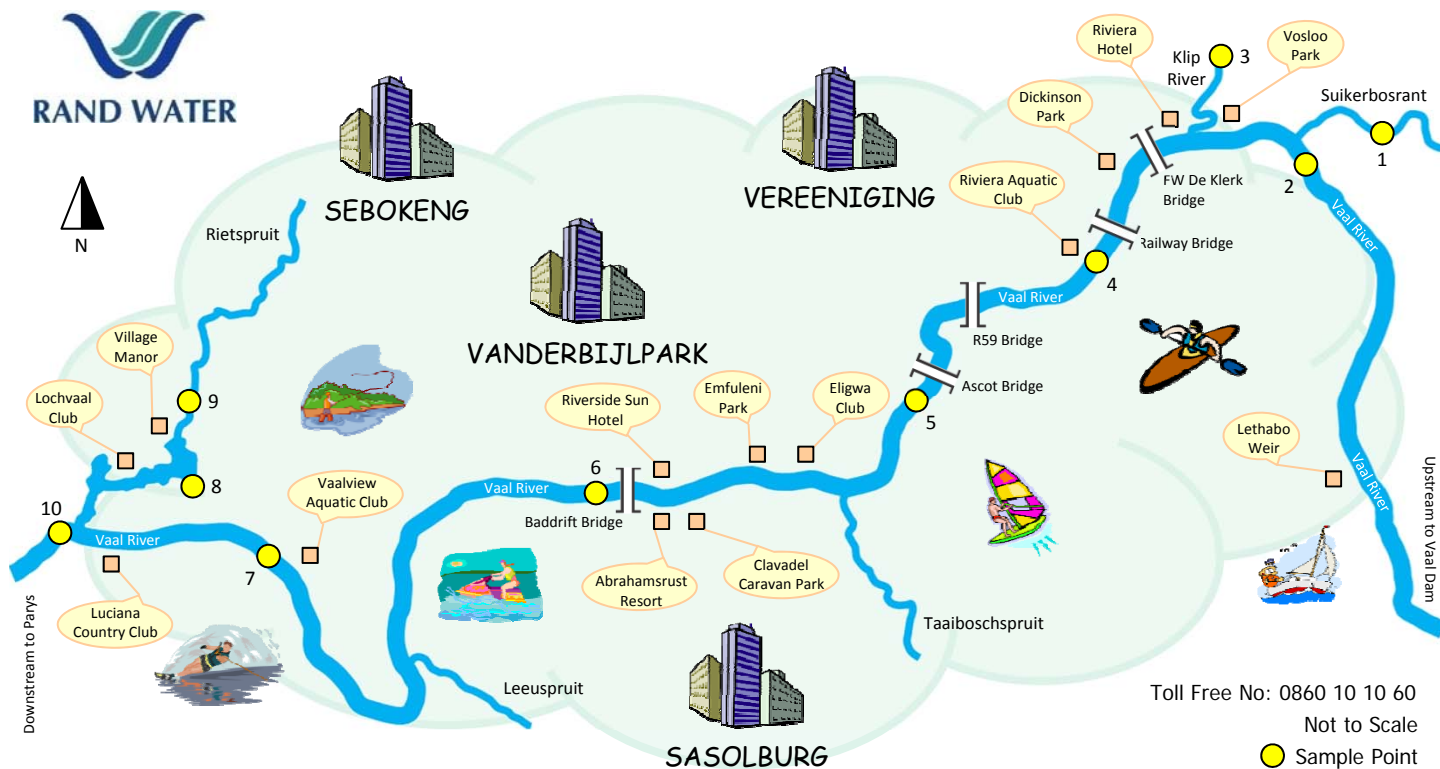 RAND WATER
N
SEBOKENG
VEREENIGING
VANDERBIJLPARK
SASOLBURG
Riviera
Hotel
Klip
River
3
Vosloo
Park
Suikerbosrant
1
2
Dickinson
Park
FW De Klerk
Bridge
Riviera Aquatic
Club
Railway Bridge
4
Vaal River
Vaal River
R59 Bridge
Ascot Bridge
5
Rietspruit
Village
Manor
9
Lochvaal
Club
8
10
Vaal River
Vaalview
Aquatic Club
7
Luciana
Country Club
Downstream to Parys
Riverside Sun
Hotel
Emfuleni
Park
Eligwa
Club
6
Vaal River
Baddrift Bridge
Abrahamsrust
Resort
Clavadel
Caravan Park
Taaiboschspruit
Leeuspruit
Lethabo
Weir
Vaal River
Upstream to Vaal Dam
Toll Free No: 0860 10 10 60
Not to Scale
Sample Point